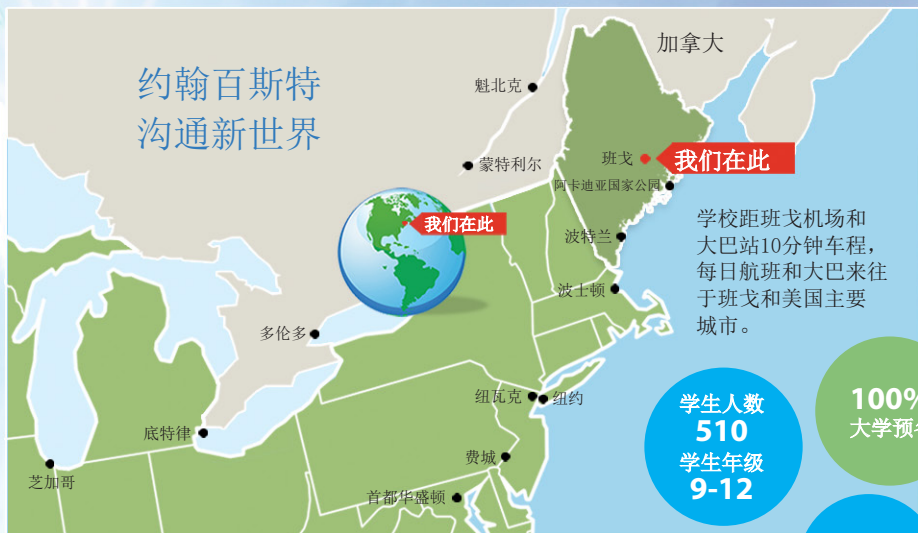 约翰百斯特
沟通新世界
加拿大
魁北克
蒙特利尔
班戈
我们在此
阿卡迪亚国家公园
我们在此
波特兰
学校距班戈机场和
大巴站10分钟车程,
每日航班和大巴来往
于班戈和美国主要
城市。
波士顿
多伦多
纽瓦克
纽约
底特律
费城
芝加哥
首都华盛顿
学生人数
510
学生年级
9-12
100%
大学预